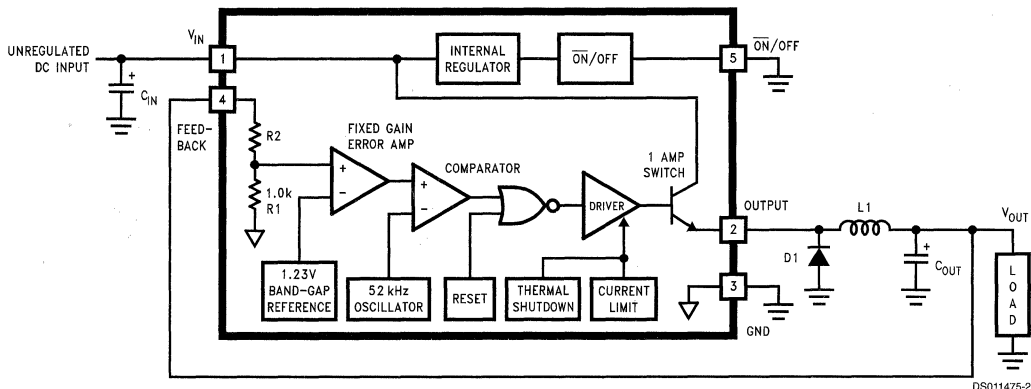 UNREGULATED
DC INPUT
+
C_IN
V_IN
1
4
FEED-
BACK
R2
1.0k
R1
INTERNAL
REGULATOR
O̅N̅/OFF
5
O̅N̅/OFF
FIXED GAIN
ERROR AMP
+
−
COMPARATOR
+
−
DRIVER
1 AMP
SWITCH
OUTPUT
2
3
GND
1.23V
BAND-GAP
REFERENCE
52 kHz
OSCILLATOR
RESET
THERMAL
SHUTDOWN
CURRENT
LIMIT
D1
L1
+
C_OUT
V_OUT
L
O
A
D
DS011475-2